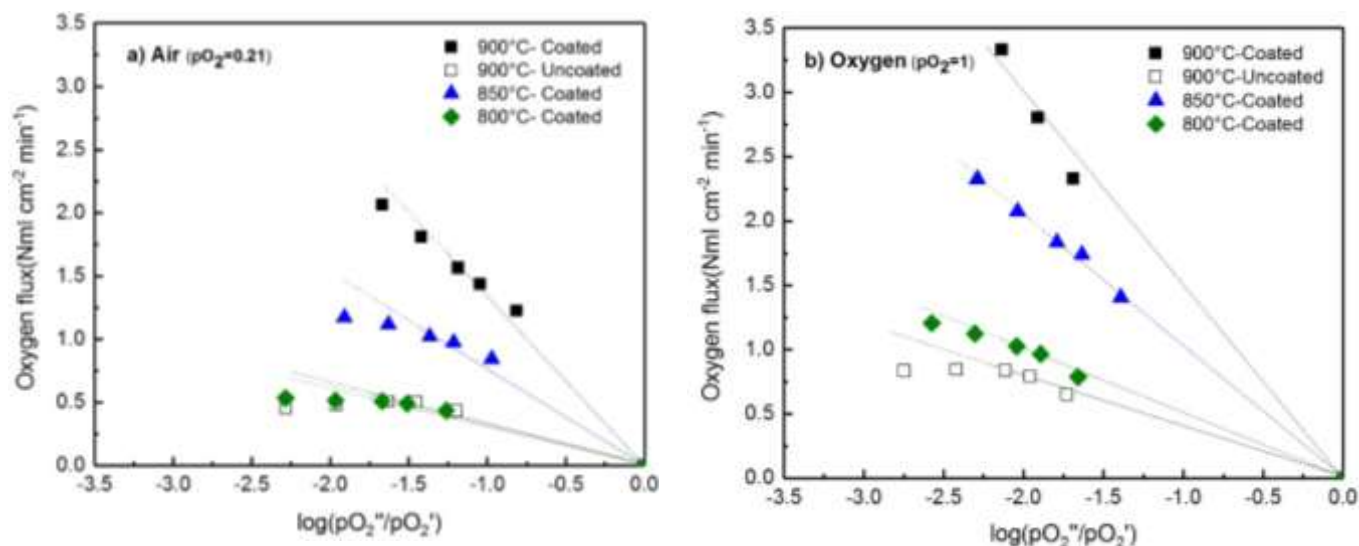 a) Air (pO2=0.21)
900°C- Coated
900°C- Uncoated
850°C- Coated
800°C- Coated
Oxygen flux(Nml cm-2 min-1)
3.5
3.0
2.5
2.0
1.5
1.0
0.5
0.0
-3.5 -3.0 -2.5 -2.0 -1.5 -1.0 -0.5 0.0
log(pO2''/pO2')
b) Oxygen (pO2=1)
900°C-Coated
900°C-Uncoated
850°C-Coated
800°C-Coated
Oxygen flux(Nml cm-2 min-1)
3.5
3.0
2.5
2.0
1.5
1.0
0.5
0.0
-3.5 -3.0 -2.5 -2.0 -1.5 -1.0 -0.5 0.0
log(pO2''/pO2')